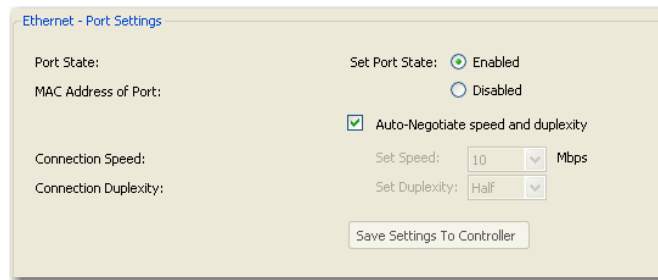 Ethernet - Port Settings
Port State: Set Port State: Enabled
MAC Address of Port: Disabled
Auto-Negotiate speed and duplexity
Connection Speed: Set Speed: 10 Mbps
Connection Duplexity: Set Duplexity: Half
Save Settings To Controller